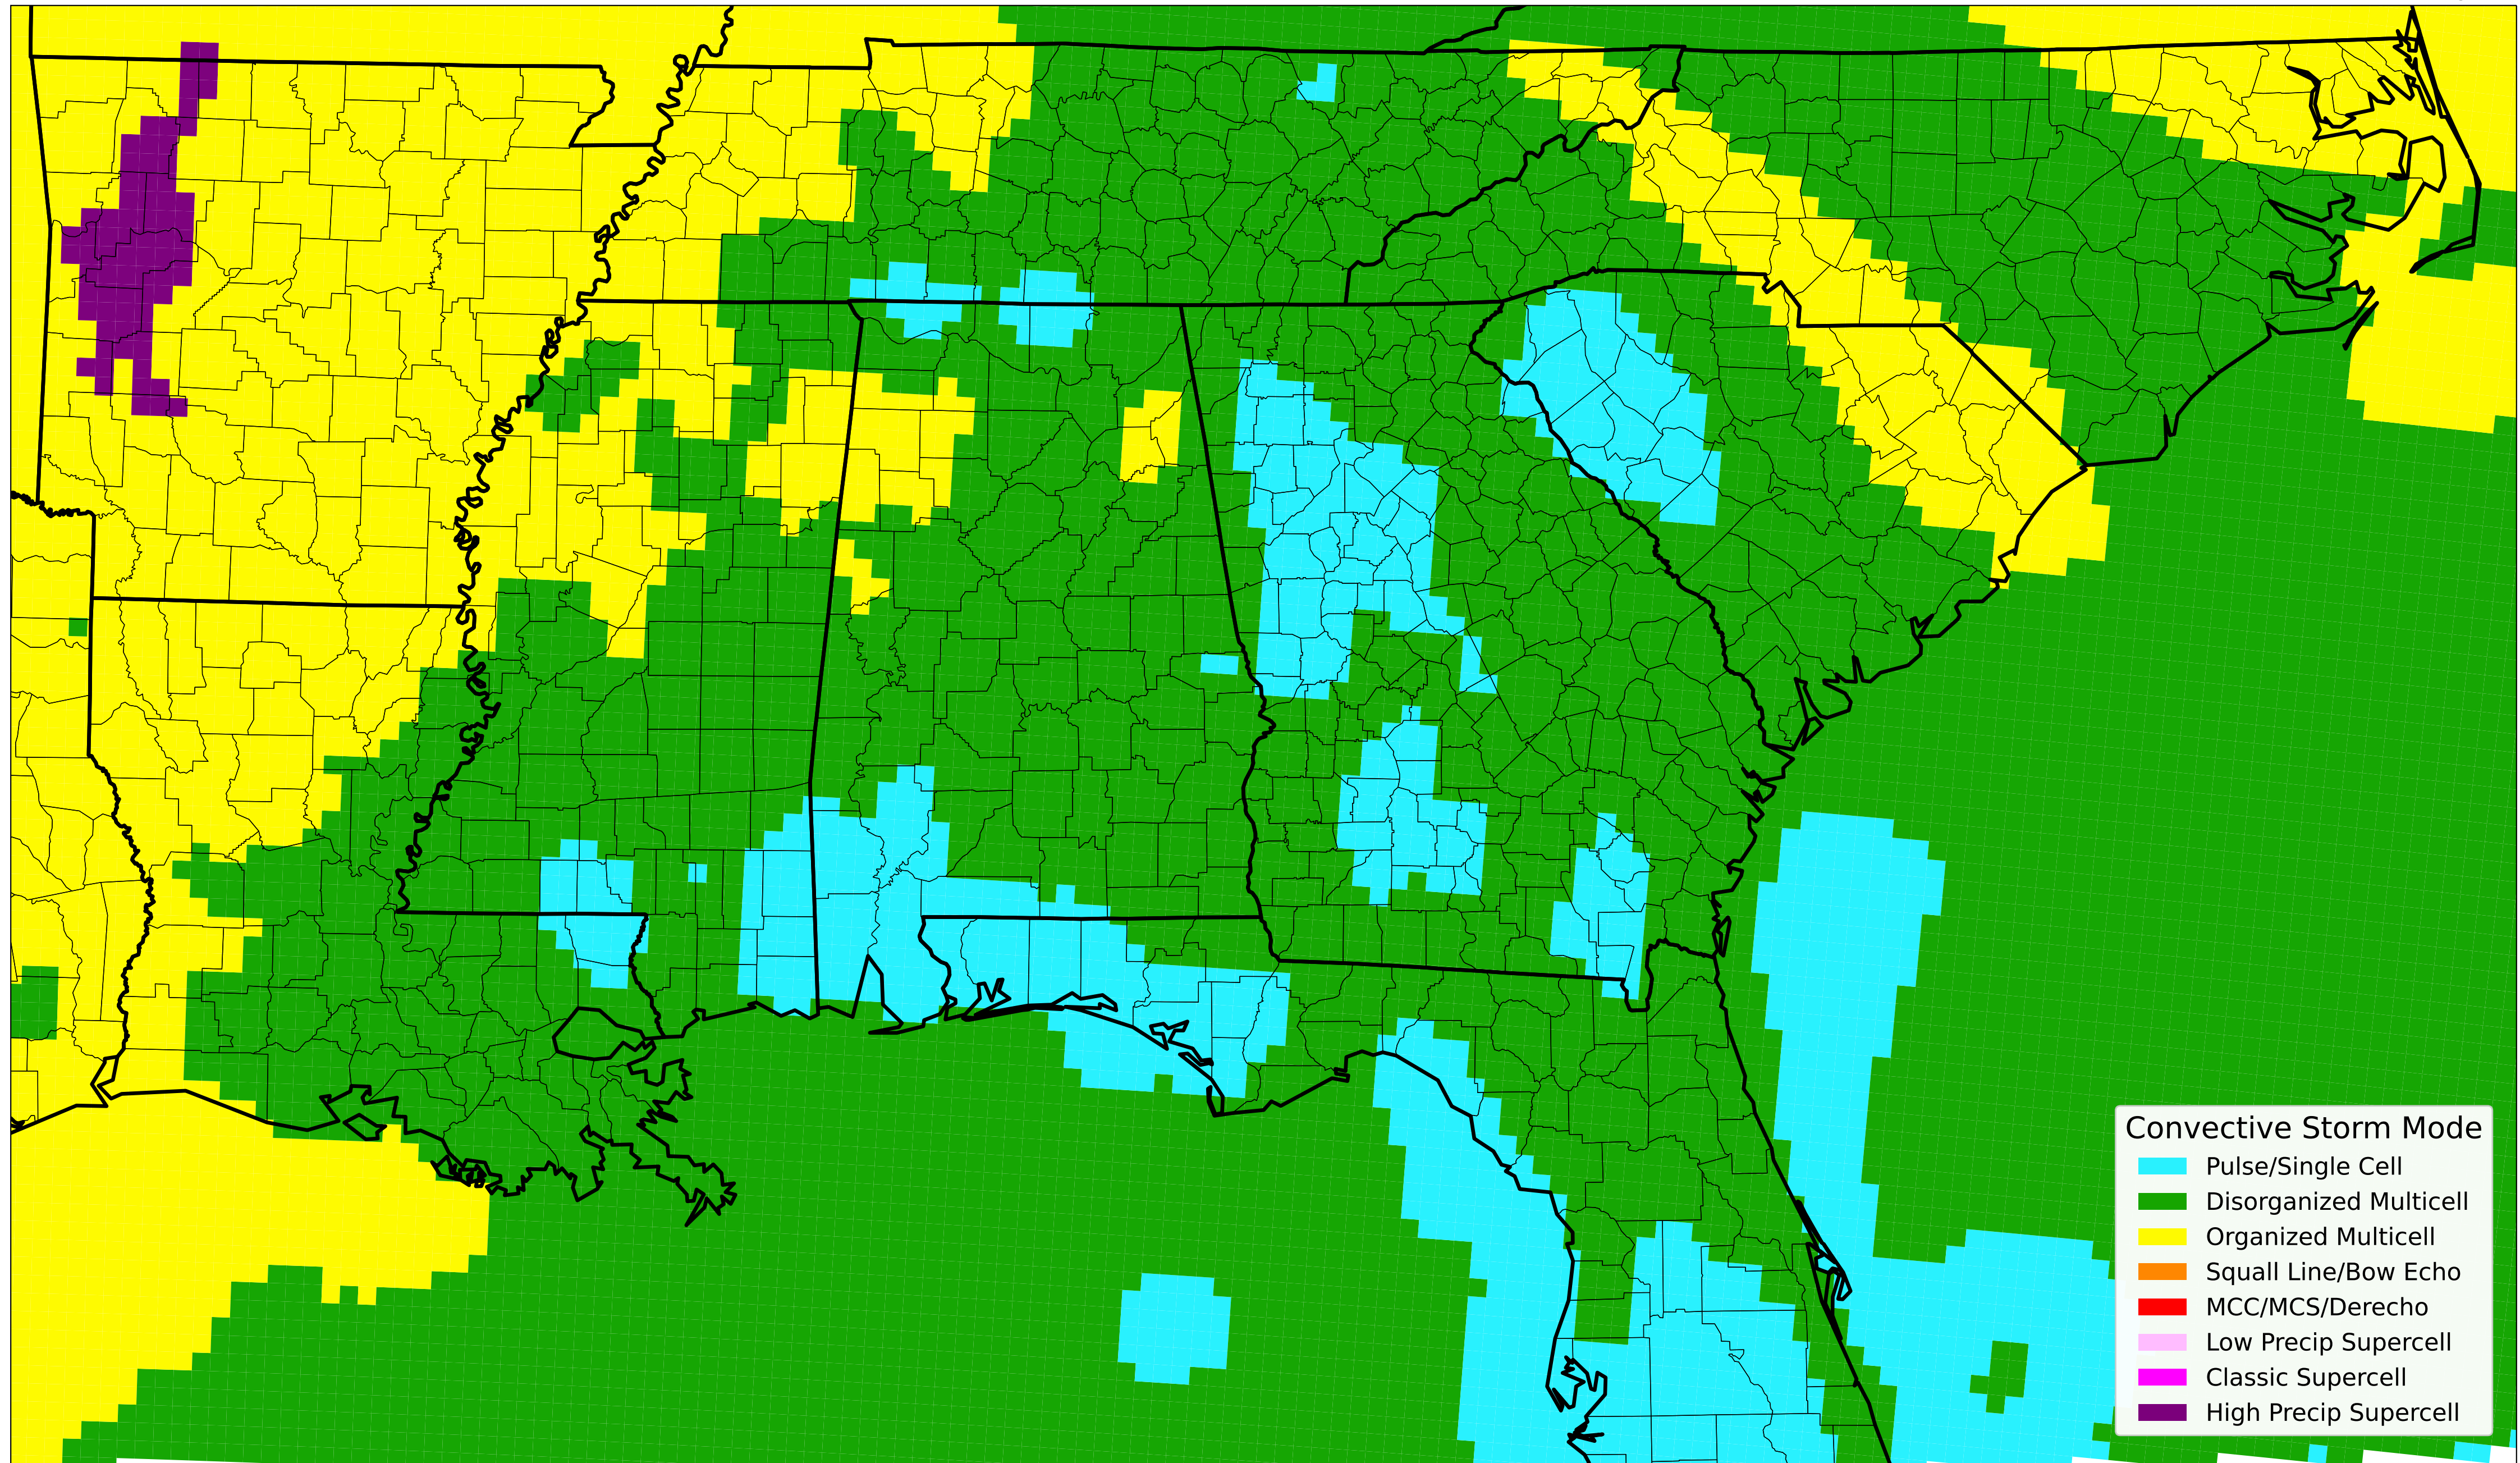 Convective Storm Mode
Pulse/Single Cell
Disorganized Multicell
Organized Multicell
Squall Line/Bow Echo
MCC/MCS/Derecho
Low Precip Supercell
Classic Supercell
High Precip Supercell